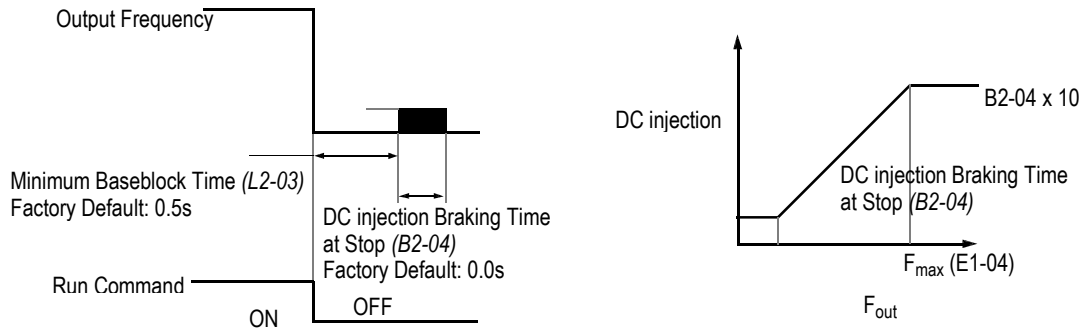 Output Frequency
Minimum Baseblock Time (L2-03)
Factory Default: 0.5s
DC injection Braking Time
at Stop (B2-04)
Factory Default: 0.0s
Run Command
ON
OFF
DC injection
B2-04 x 10
DC injection Braking Time
at Stop (B2-04)
Fmax (E1-04)
Fout